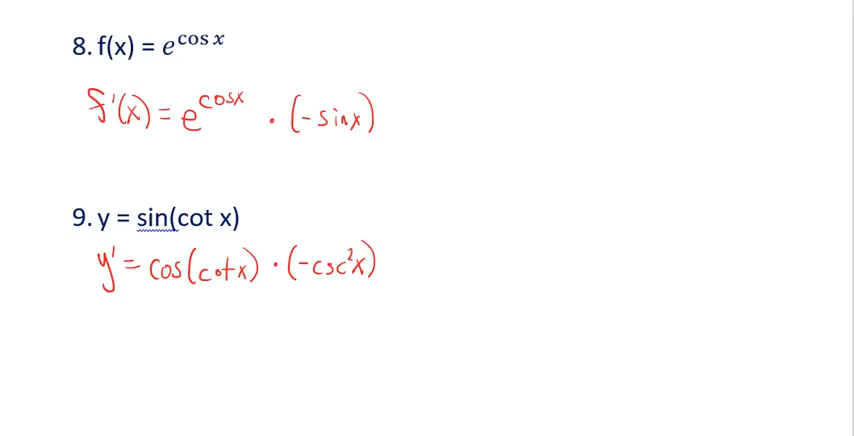 8. f(x) = e^{cos x}
f'(x) = e^{cosx} · (-sinx)
9. y = sin(cot x)
y' = cos(cotx) · (-csc²x)